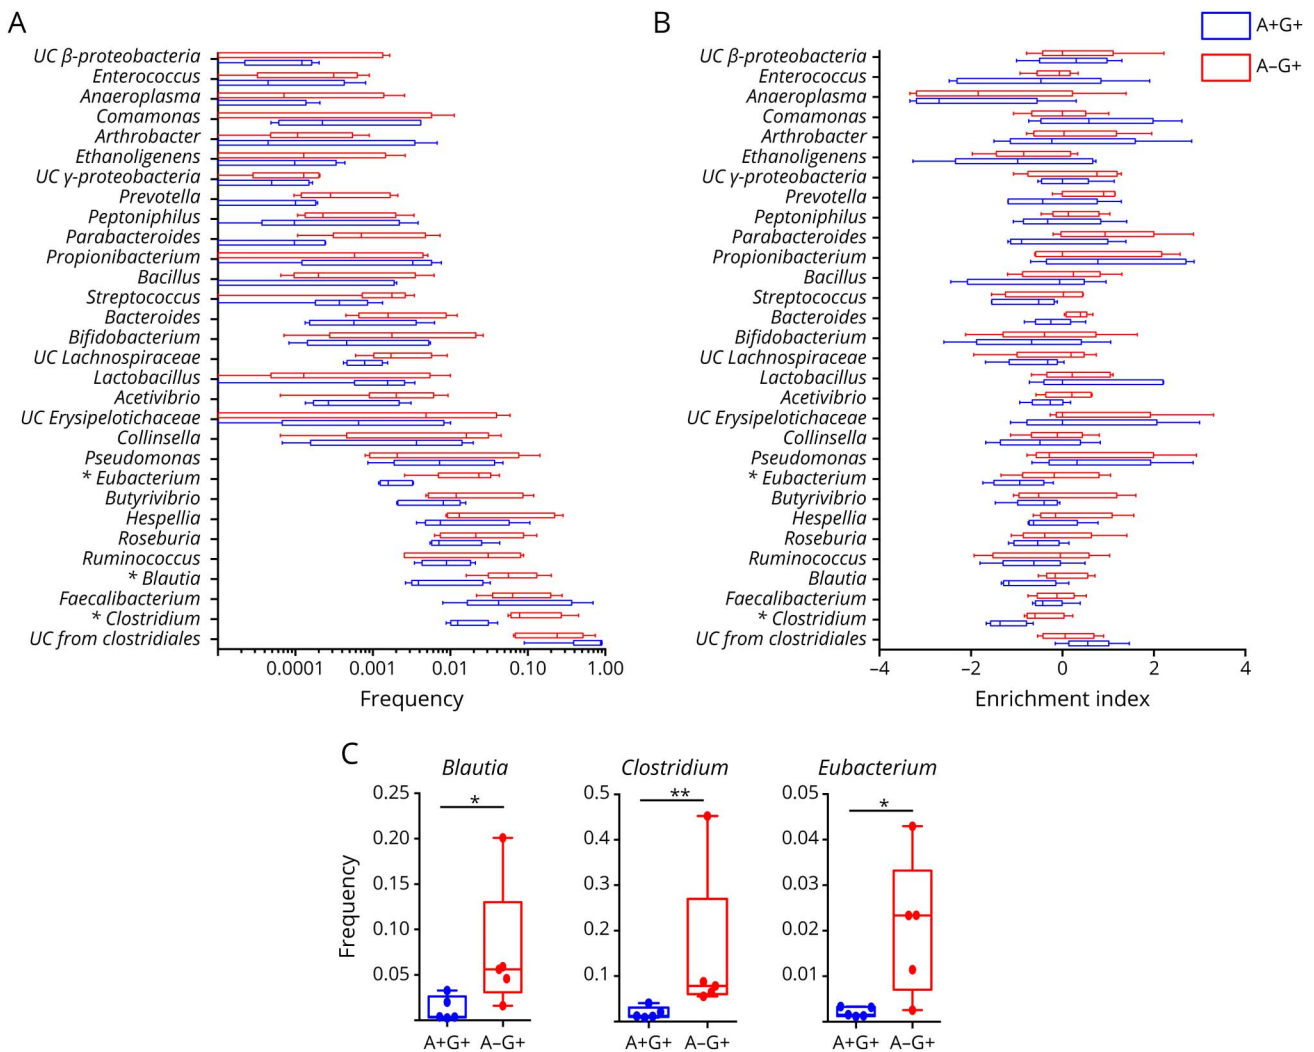 A
UC β-proteobacteria
Enterococcus
Anaeroplasma
Comamonas
Arthrobacter
Ethanoligenens
UC γ-proteobacteria
Prevotella
Peptoniphilus
Parabacteroides
Propionibacterium
Bacillus
Streptococcus
Bacteroides
Bifidobacterium
UC Lachnospiraceae
Lactobacillus
Acetivibrio
UC Erysipelotichaceae
Collinsella
Pseudomonas
* Eubacterium
Butyrivibrio
Hespellia
Roseburia
Ruminococcus
* Blautia
Faecalibacterium
* Clostridium
UC from clostridiales
0.0001 0.001 0.01 0.10 1.00
Frequency
B
A+G+
A–G+
UC β-proteobacteria
Enterococcus
Anaeroplasma
Comamonas
Arthrobacter
Ethanoligenens
UC γ-proteobacteria
Prevotella
Peptoniphilus
Parabacteroides
Propionibacterium
Bacillus
Streptococcus
Bacteroides
Bifidobacterium
UC Lachnospiraceae
Lactobacillus
Acetivibrio
UC Erysipelotichaceae
Collinsella
Pseudomonas
* Eubacterium
Butyrivibrio
Hespellia
Roseburia
Ruminococcus
Blautia
Faecalibacterium
* Clostridium
UC from clostridiales
–4 –2 0 2 4
Enrichment index
C
Blautia
*
0.25
0.20
0.15
0.10
0.05
Frequency
A+G+ A–G+
Clostridium
**
0.5
0.4
0.3
0.2
0.1
A+G+ A–G+
Eubacterium
*
0.05
0.04
0.03
0.02
0.01
A+G+ A–G+